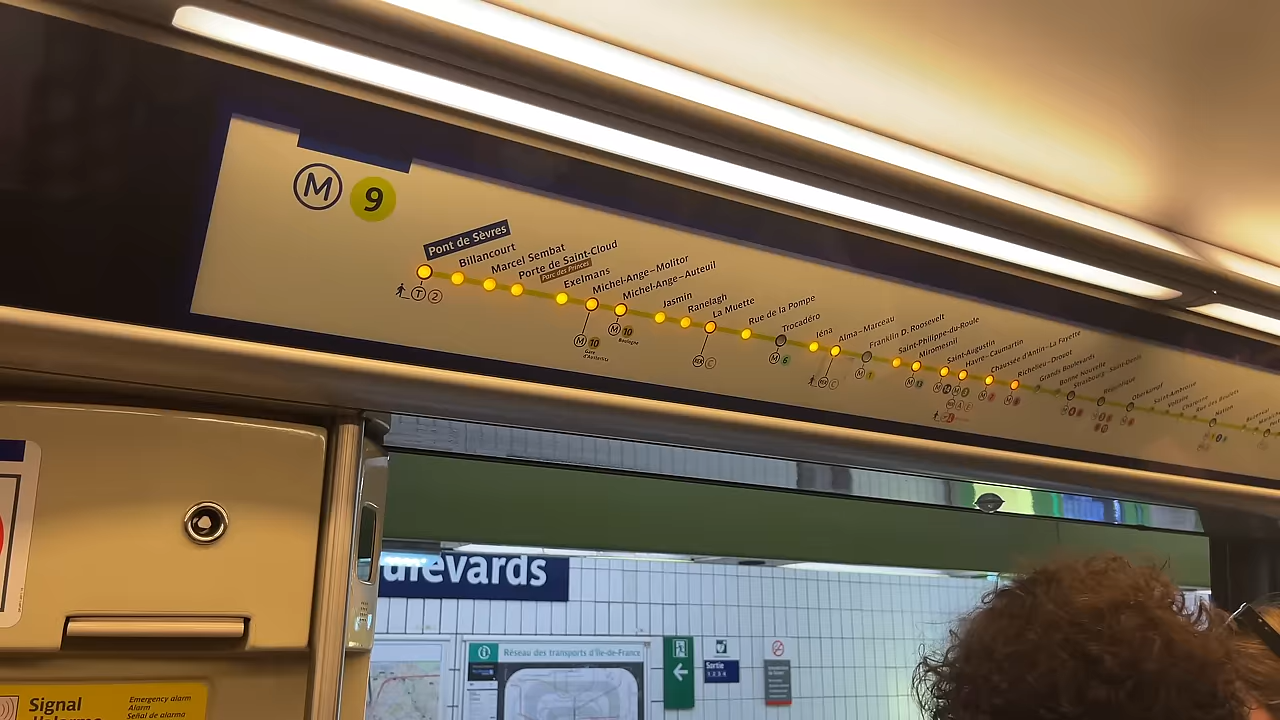 M 9
Pont de Sèvres
Billancourt
Marcel Sembat
Porte de Saint-Cloud
Parc des Princes
Exelmans
Michel-Ange–Molitor
Michel-Ange–Auteuil
Jasmin
Ranelagh
La Muette
Rue de la Pompe
Trocadéro
Iéna
Alma–Marceau
Franklin D. Roosevelt
Saint-Philippe-du-Roule
Miromesnil
Saint-Augustin
Havre–Caumartin
Chaussée d'Antin–La Fayette
Richelieu–Drouot
Grands Boulevards
Bonne Nouvelle
Strasbourg–Saint-Denis
République
Oberkampf
Saint-Ambroise
Voltaire
Charonne
Rue des Boulets
Nation
T 2
M 10
Gare d'Austerlitz
M 10
Boulogne
RER C
M 6
RER C
M 1
ulevards
Réseau des transports d'Île-de-France
Sortie
Signal
d'alarme
Emergency alarm
Alarm
Señal de alarma